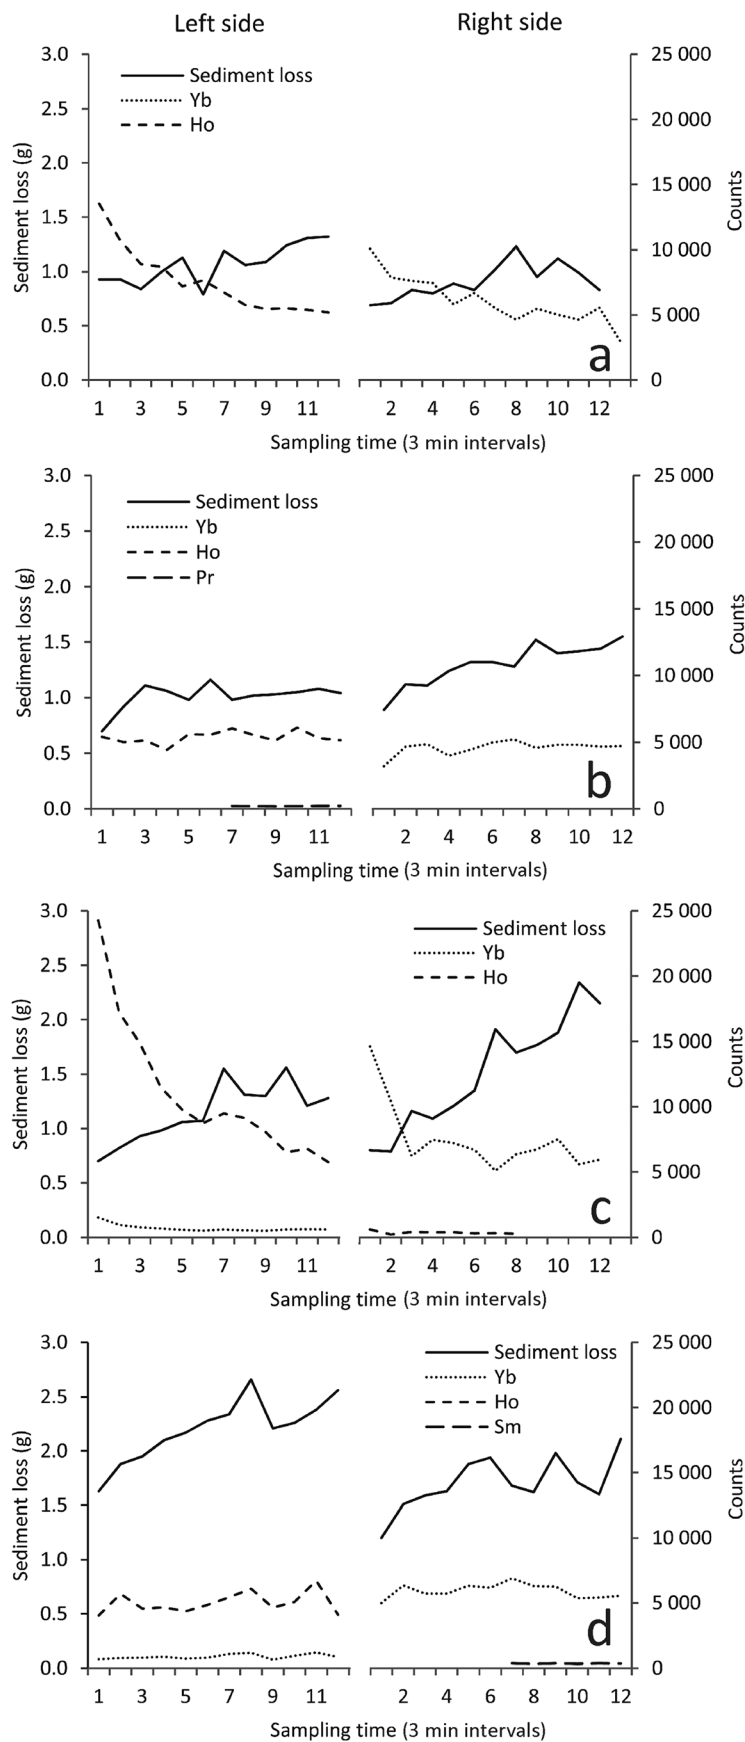 Left side
Right side
3.0
2.5
2.0
1.5
1.0
0.5
0.0
Sediment loss (g)
Sediment loss
Yb
Ho
25 000
20 000
15 000
10 000
5 000
0
Counts
a
1 3 5 7 9 11
2 4 6 8 10 12
Sampling time (3 min intervals)
3.0
2.5
2.0
1.5
1.0
0.5
0.0
Sediment loss (g)
Sediment loss
Yb
Ho
Pr
25 000
20 000
15 000
10 000
5 000
0
Counts
b
1 3 5 7 9 11
2 4 6 8 10 12
Sampling time (3 min intervals)
3.0
2.5
2.0
1.5
1.0
0.5
0.0
Sediment loss (g)
Sediment loss
Yb
Ho
25 000
20 000
15 000
10 000
5 000
0
Counts
c
1 3 5 7 9 11
2 4 6 8 10 12
Sampling time (3 min intervals)
3.0
2.5
2.0
1.5
1.0
0.5
0.0
Sediment loss (g)
Sediment loss
Yb
Ho
Sm
25 000
20 000
15 000
10 000
5 000
0
Counts
d
1 3 5 7 9 11
2 4 6 8 10 12
Sampling time (3 min intervals)